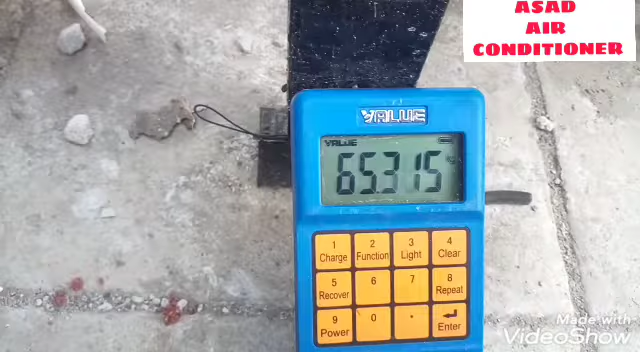 ASAD
AIR
CONDITIONER
VALUE
VALUE
65.315
1 2 3 4
Charge Function Light Clear
5 6 7 8
Recover Repeat
9 0 . ↵
Power Enter
Made with
VideoShow